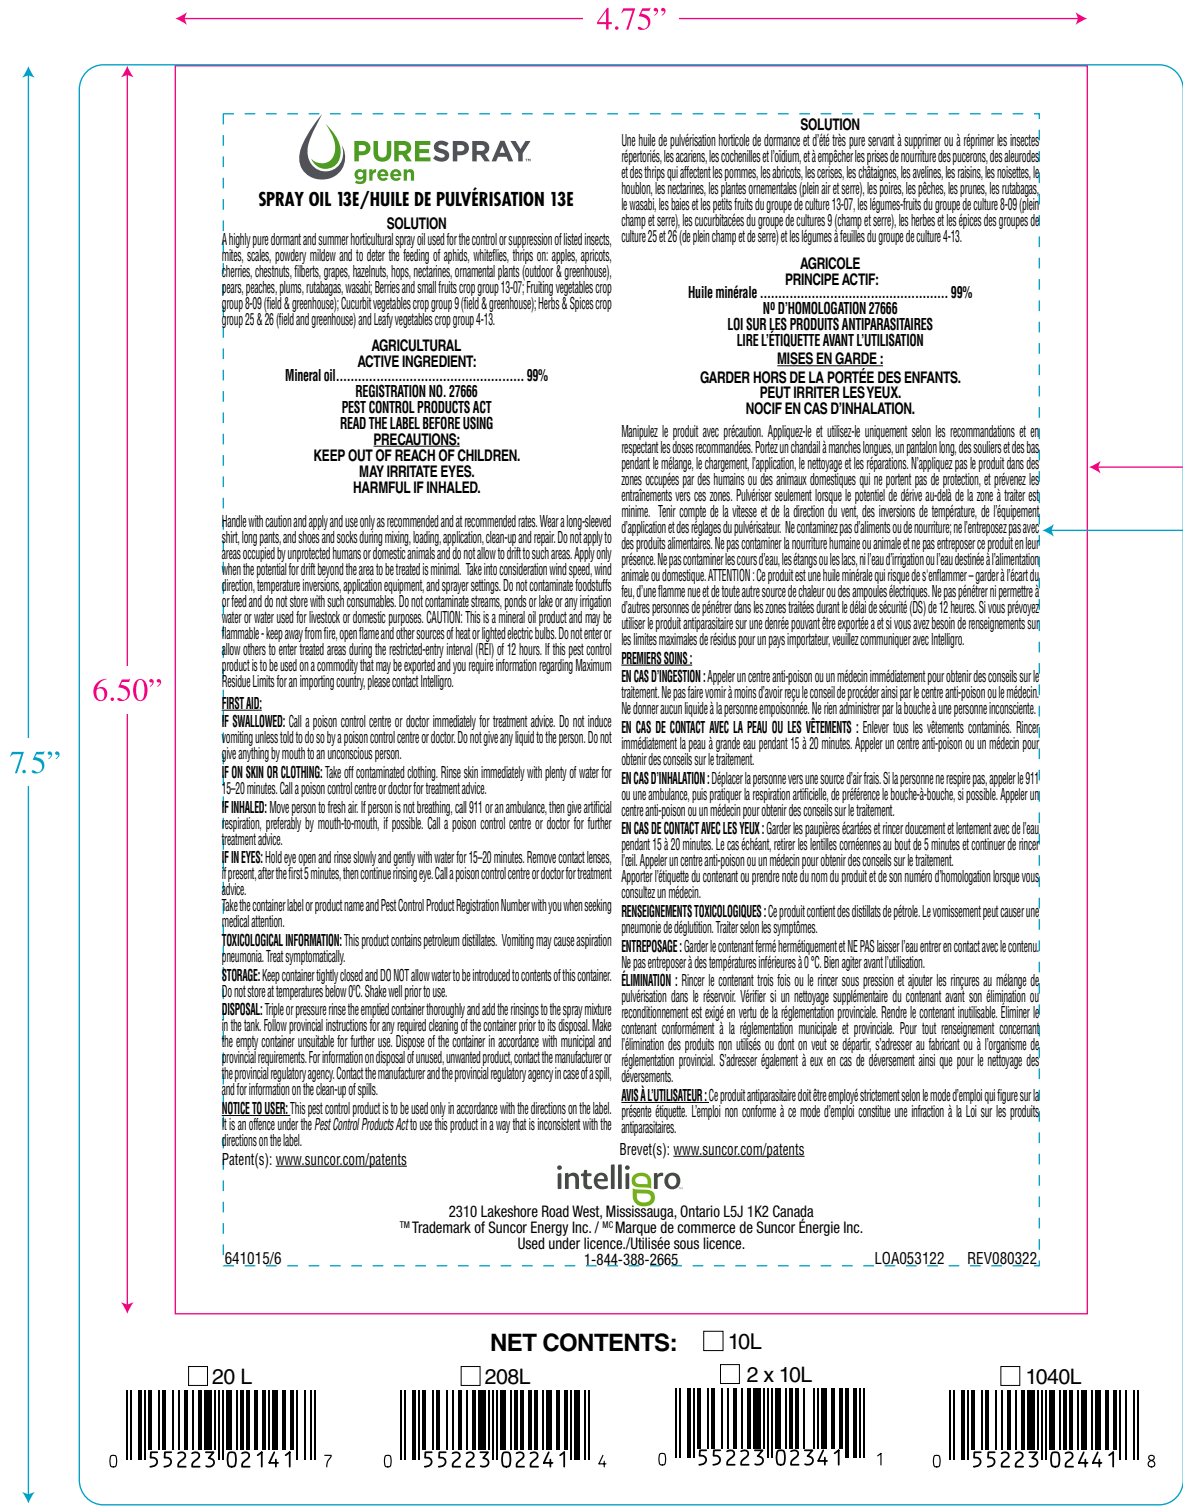 4.75”
7.5”
6.50”
PURESPRAY™
green
SPRAY OIL 13E/HUILE DE PULVÉRISATION 13E
SOLUTION
A highly pure dormant and summer horticultural spray oil used for the control or suppression of listed insects,
mites, scales, powdery mildew and to deter the feeding of aphids, whiteflies, thrips on: apples, apricots,
cherries, chestnuts, filberts, grapes, hazelnuts, hops, nectarines, ornamental plants (outdoor & greenhouse),
pears, peaches, plums, rutabagas, wasabi; Berries and small fruits crop group 13-07; Fruiting vegetables crop
group 8-09 (field & greenhouse); Cucurbit vegetables crop group 9 (field & greenhouse); Herbs & Spices crop
group 25 & 26 (field and greenhouse) and Leafy vegetables crop group 4-13.
AGRICULTURAL
ACTIVE INGREDIENT:
Mineral oil................................................... 99%
REGISTRATION NO. 27666
PEST CONTROL PRODUCTS ACT
READ THE LABEL BEFORE USING
PRECAUTIONS:
KEEP OUT OF REACH OF CHILDREN.
MAY IRRITATE EYES.
HARMFUL IF INHALED.
Handle with caution and apply and use only as recommended and at recommended rates. Wear a long-sleeved
shirt, long pants, and shoes and socks during mixing, loading, application, clean-up and repair. Do not apply to
areas occupied by unprotected humans or domestic animals and do not allow to drift to such areas. Apply only
when the potential for drift beyond the area to be treated is minimal. Take into consideration wind speed, wind
direction, temperature inversions, application equipment, and sprayer settings. Do not contaminate foodstuffs
or feed and do not store with such consumables. Do not contaminate streams, ponds or lake or any irrigation
water or water used for livestock or domestic purposes. CAUTION: This is a mineral oil product and may be
flammable - keep away from fire, open flame and other sources of heat or lighted electric bulbs. Do not enter or
allow others to enter treated areas during the restricted-entry interval (REI) of 12 hours. If this pest control
product is to be used on a commodity that may be exported and you require information regarding Maximum
Residue Limits for an importing country, please contact Intelligro.
FIRST AID:
IF SWALLOWED: Call a poison control centre or doctor immediately for treatment advice. Do not induce
vomiting unless told to do so by a poison control centre or doctor. Do not give any liquid to the person. Do not
give anything by mouth to an unconscious person.
IF ON SKIN OR CLOTHING: Take off contaminated clothing. Rinse skin immediately with plenty of water for
15–20 minutes. Call a poison control centre or doctor for treatment advice.
IF INHALED: Move person to fresh air. If person is not breathing, call 911 or an ambulance, then give artificial
respiration, preferably by mouth-to-mouth, if possible. Call a poison control centre or doctor for further
treatment advice.
IF IN EYES: Hold eye open and rinse slowly and gently with water for 15–20 minutes. Remove contact lenses,
if present, after the first 5 minutes, then continue rinsing eye. Call a poison control centre or doctor for treatment
advice.
Take the container label or product name and Pest Control Product Registration Number with you when seeking
medical attention.
TOXICOLOGICAL INFORMATION: This product contains petroleum distillates. Vomiting may cause aspiration
pneumonia. Treat symptomatically.
STORAGE: Keep container tightly closed and DO NOT allow water to be introduced to contents of this container.
Do not store at temperatures below 0ºC. Shake well prior to use.
DISPOSAL: Triple or pressure rinse the emptied container thoroughly and add the rinsings to the spray mixture
in the tank. Follow provincial instructions for any required cleaning of the container prior to its disposal. Make
the empty container unsuitable for further use. Dispose of the container in accordance with municipal and
provincial requirements. For information on disposal of unused, unwanted product, contact the manufacturer or
the provincial regulatory agency. Contact the manufacturer and the provincial regulatory agency in case of a spill,
and for information on the clean-up of spills.
NOTICE TO USER: This pest control product is to be used only in accordance with the directions on the label.
It is an offence under the Pest Control Products Act to use this product in a way that is inconsistent with the
directions on the label.
Patent(s): www.suncor.com/patents
SOLUTION
Une huile de pulvérisation horticole de dormance et d’été très pure servant à supprimer ou à réprimer les insectes
répertoriés, les acariens, les cochenilles et l’oïdium, et à empêcher les prises de nourriture des pucerons, des aleurodes
et des thrips qui affectent les pommes, les abricots, les cerises, les châtaignes, les avelines, les raisins, les noisettes, le
houblon, les nectarines, les plantes ornementales (plein air et serre), les poires, les pêches, les prunes, les rutabagas,
le wasabi, les baies et les petits fruits du groupe de culture 13-07, les légumes-fruits du groupe de culture 8-09 (plein
champ et serre), les cucurbitacées du groupe de cultures 9 (champ et serre), les herbes et les épices des groupes de
culture 25 et 26 (de plein champ et de serre) et les légumes à feuilles du groupe de culture 4-13.
AGRICOLE
PRINCIPE ACTIF:
Huile minérale ................................................... 99%
Nº D’HOMOLOGATION 27666
LOI SUR LES PRODUITS ANTIPARASITAIRES
LIRE L’ÉTIQUETTE AVANT L’UTILISATION
MISES EN GARDE :
GARDER HORS DE LA PORTÉE DES ENFANTS.
PEUT IRRITER LES YEUX.
NOCIF EN CAS D’INHALATION.
Manipulez le produit avec précaution. Appliquez-le et utilisez-le uniquement selon les recommandations et en
respectant les doses recommandées. Portez un chandail à manches longues, un pantalon long, des souliers et des bas
pendant le mélange, le chargement, l’application, le nettoyage et les réparations. N’appliquez pas le produit dans des
zones occupées par des humains ou des animaux domestiques qui ne portent pas de protection, et prévenez les
entraînements vers ces zones. Pulvériser seulement lorsque le potentiel de dérive au-delà de la zone à traiter est
minime. Tenir compte de la vitesse et de la direction du vent, des inversions de température, de l’équipement
d’application et des réglages du pulvérisateur. Ne contaminez pas d’aliments ou de nourriture; ne l’entreposez pas avec
des produits alimentaires. Ne pas contaminer la nourriture humaine ou animale et ne pas entreposer ce produit en leur
présence. Ne pas contaminer les cours d’eau, les étangs ou les lacs, ni l’eau d’irrigation ou l’eau destinée à l’alimentation
animale ou domestique. ATTENTION : Ce produit est une huile minérale qui risque de s’enflammer – garder à l’écart du
feu, d’une flamme nue et de toute autre source de chaleur ou des ampoules électriques. Ne pas pénétrer ni permettre à
d’autres personnes de pénétrer dans les zones traitées durant le délai de sécurité (DS) de 12 heures. Si vous prévoyez
utiliser le produit antiparasitaire sur une denrée pouvant être exportée a et si vous avez besoin de renseignements sur
les limites maximales de résidus pour un pays importateur, veuillez communiquer avec Intelligro.
PREMIERS SOINS :
EN CAS D’INGESTION : Appeler un centre anti-poison ou un médecin immédiatement pour obtenir des conseils sur le
traitement. Ne pas faire vomir à moins d’avoir reçu le conseil de procéder ainsi par le centre anti-poison ou le médecin.
Ne donner aucun liquide à la personne empoisonnée. Ne rien administrer par la bouche à une personne inconsciente.
EN CAS DE CONTACT AVEC LA PEAU OU LES VÊTEMENTS : Enlever tous les vêtements contaminés. Rincer
immédiatement la peau à grande eau pendant 15 à 20 minutes. Appeler un centre anti-poison ou un médecin pour
obtenir des conseils sur le traitement.
EN CAS D’INHALATION : Déplacer la personne vers une source d’air frais. Si la personne ne respire pas, appeler le 911
ou une ambulance, puis pratiquer la respiration artificielle, de préférence le bouche-à-bouche, si possible. Appeler un
centre anti-poison ou un médecin pour obtenir des conseils sur le traitement.
EN CAS DE CONTACT AVEC LES YEUX : Garder les paupières écartées et rincer doucement et lentement avec de l’eau
pendant 15 à 20 minutes. Le cas échéant, retirer les lentilles cornéennes au bout de 5 minutes et continuer de rincer
l’œil. Appeler un centre anti-poison ou un médecin pour obtenir des conseils sur le traitement.
Apporter l’étiquette du contenant ou prendre note du nom du produit et de son numéro d’homologation lorsque vous
consultez un médecin.
RENSEIGNEMENTS TOXICOLOGIQUES : Ce produit contient des distillats de pétrole. Le vomissement peut causer une
pneumonie de déglutition. Traiter selon les symptômes.
ENTREPOSAGE : Garder le contenant fermé hermétiquement et NE PAS laisser l’eau entrer en contact avec le contenu.
Ne pas entreposer à des températures inférieures à 0 °C. Bien agiter avant l’utilisation.
ÉLIMINATION : Rincer le contenant trois fois ou le rincer sous pression et ajouter les rinçures au mélange de
pulvérisation dans le réservoir. Vérifier si un nettoyage supplémentaire du contenant avant son élimination ou
reconditionnement est exigé en vertu de la réglementation provinciale. Rendre le contenant inutilisable. Éliminer le
contenant conformément à la réglementation municipale et provinciale. Pour tout renseignement concernant
l’élimination des produits non utilisés ou dont on veut se départir, s’adresser au fabricant ou à l’organisme de
réglementation provincial. S’adresser également à eux en cas de déversement ainsi que pour le nettoyage des
déversements.
AVIS À L’UTILISATEUR : Ce produit antiparasitaire doit être employé strictement selon le mode d’emploi qui figure sur la
présente étiquette. L’emploi non conforme à ce mode d’emploi constitue une infraction à la Loi sur les produits
antiparasitaires.
Brevet(s): www.suncor.com/patents
intelligro
2310 Lakeshore Road West, Mississauga, Ontario L5J 1K2 Canada
TM Trademark of Suncor Energy Inc. / MC Marque de commerce de Suncor Énergie Inc.
Used under licence./Utilisée sous licence.
641015/6 1-844-388-2665 LOA053122 REV080322
NET CONTENTS: 10L
20 L 208L 2 x 10L 1040L
0 55223 02141 7
0 55223 02241 4
0 55223 02341 1
0 55223 02441 8